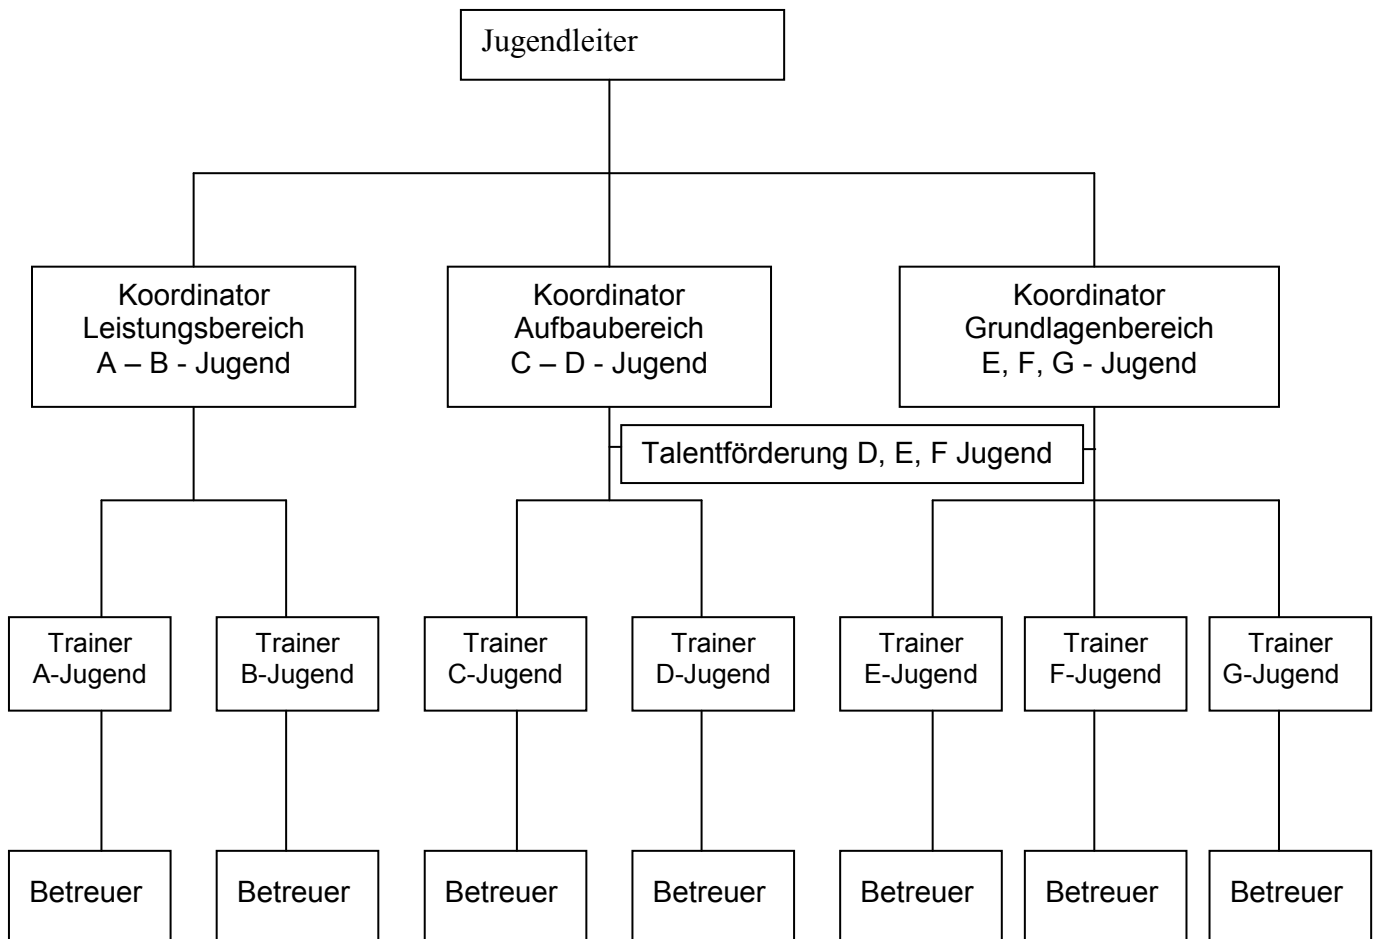 Jugendleiter
Koordinator
Leistungsbereich
A – B - Jugend
Koordinator
Aufbaubereich
C – D - Jugend
Koordinator
Grundlagenbereich
E, F, G - Jugend
Talentförderung D, E, F Jugend
Trainer
A-Jugend
Trainer
B-Jugend
Trainer
C-Jugend
Trainer
D-Jugend
Trainer
E-Jugend
Trainer
F-Jugend
Trainer
G-Jugend
Betreuer
Betreuer
Betreuer
Betreuer
Betreuer
Betreuer
Betreuer